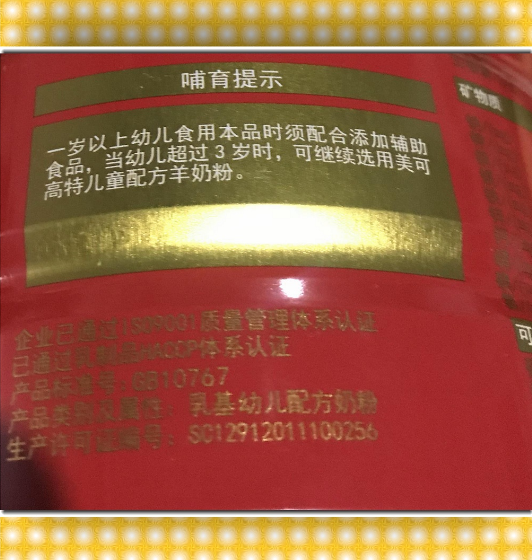 哺育提示
一岁以上幼儿食用本品时须配合添加辅助
食品，当幼儿超过3岁时，可继续选用美可
高特儿童配方羊奶粉。
矿物质
可
企业已通过ISO9001质量管理体系认证
已通过乳制品HACCP体系认证
产品标准号：GB10767
产品类别及属性：乳基幼儿配方奶粉
生产许可证编号：SC12912011100256